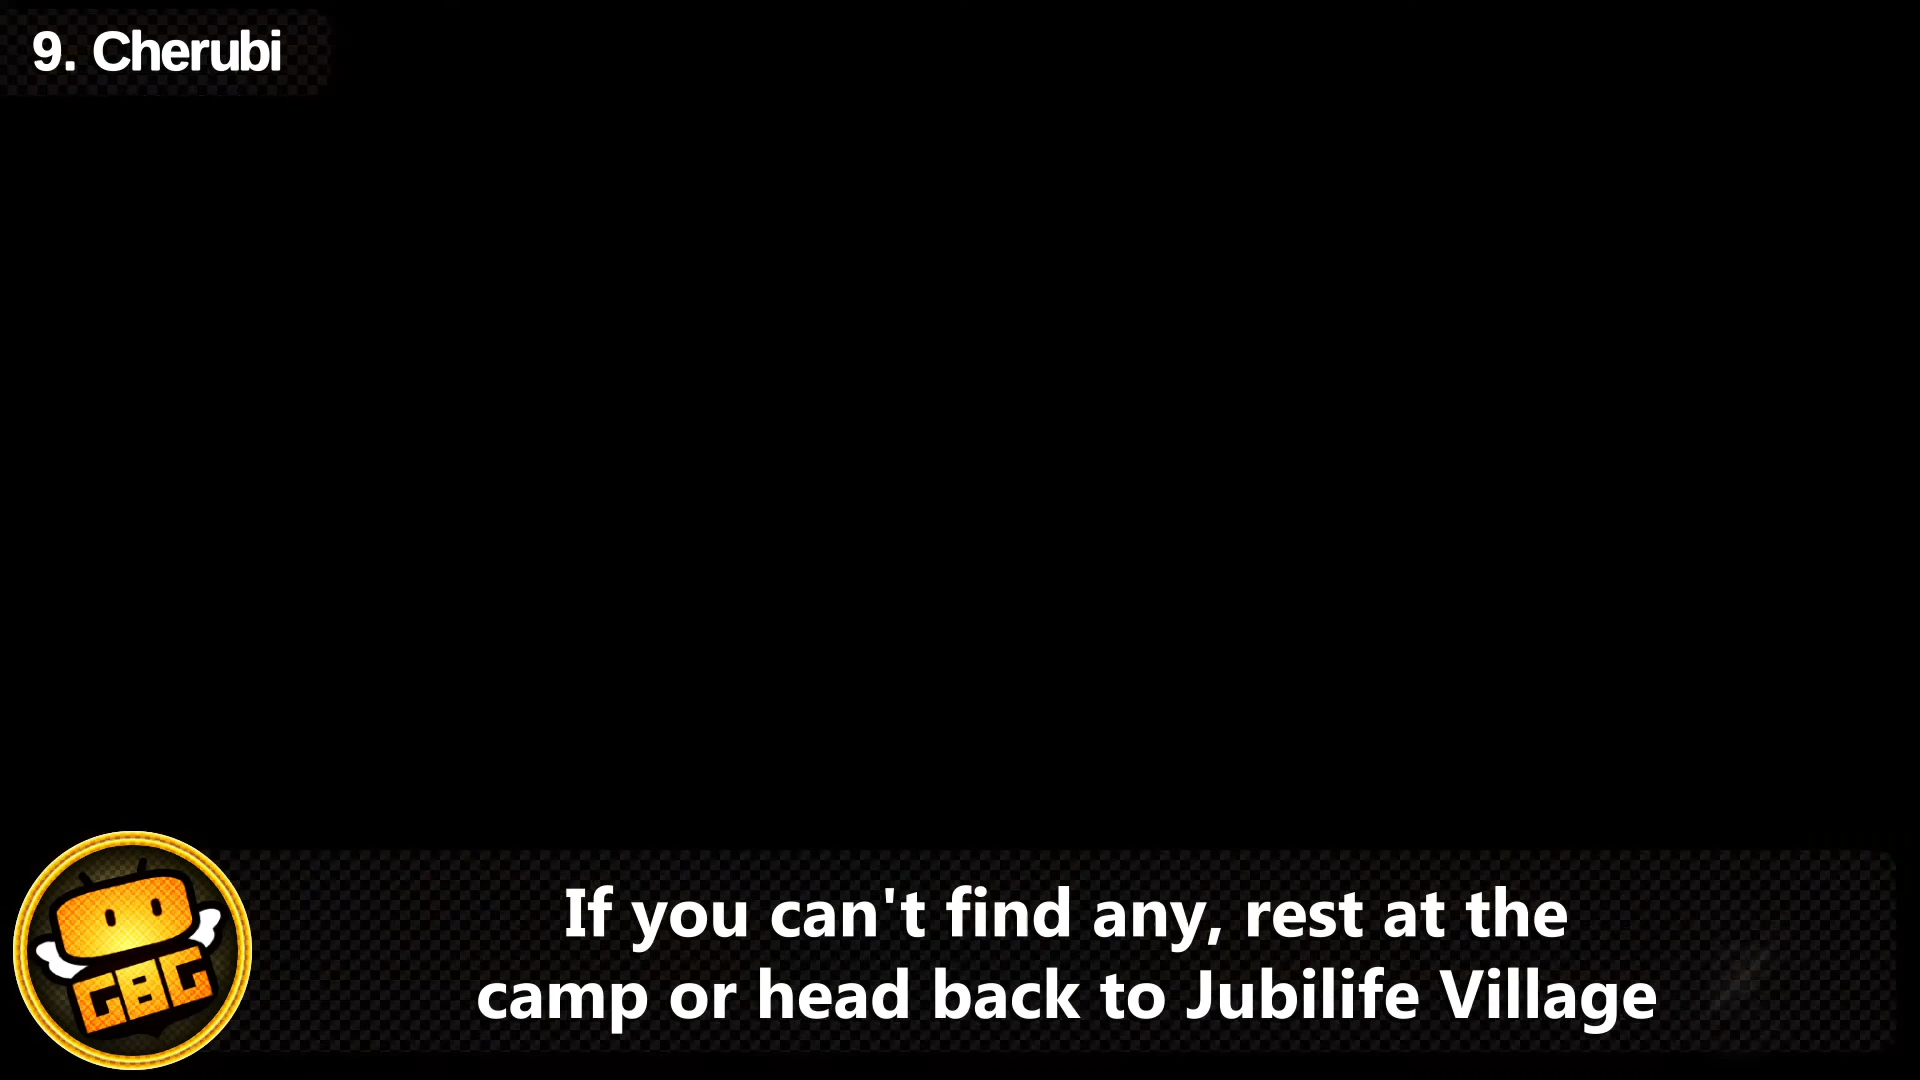 9. Cherubi
If you can't find any, rest at the
camp or head back to Jubilife Village
GBG